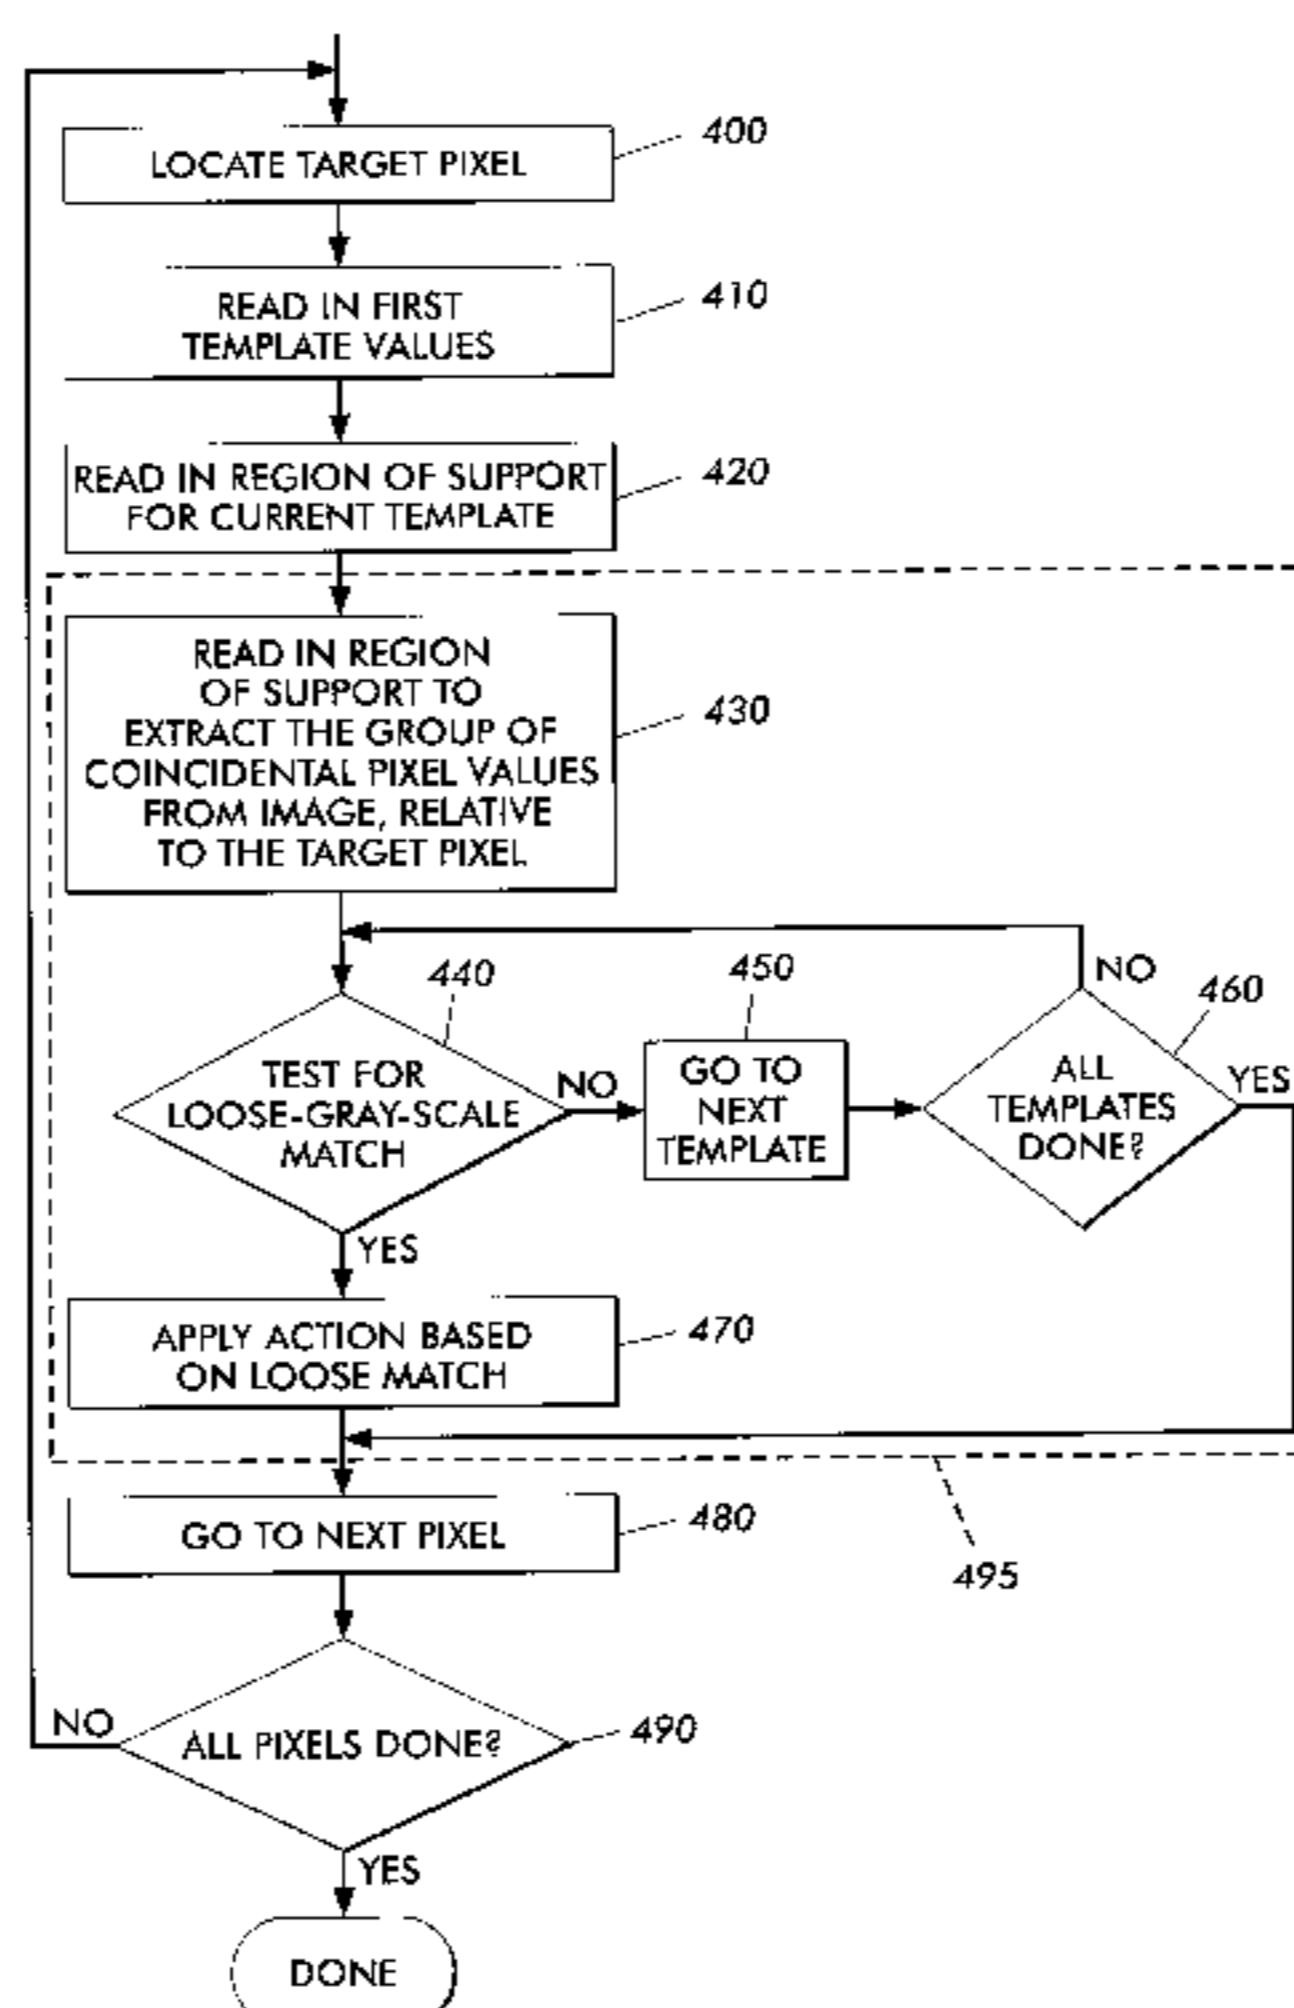 400
LOCATE TARGET PIXEL
410
READ IN FIRST
TEMPLATE VALUES
420
READ IN REGION OF SUPPORT
FOR CURRENT TEMPLATE
430
READ IN REGION
OF SUPPORT TO
EXTRACT THE GROUP OF
COINCIDENTAL PIXEL VALUES
FROM IMAGE, RELATIVE
TO THE TARGET PIXEL
440
TEST FOR
LOOSE-GRAY-SCALE
MATCH
NO
450
GO TO
NEXT
TEMPLATE
NO
460
ALL
TEMPLATES
DONE?
YES
YES
470
APPLY ACTION BASED
ON LOOSE MATCH
480
GO TO NEXT PIXEL
495
NO
ALL PIXELS DONE?
490
YES
DONE